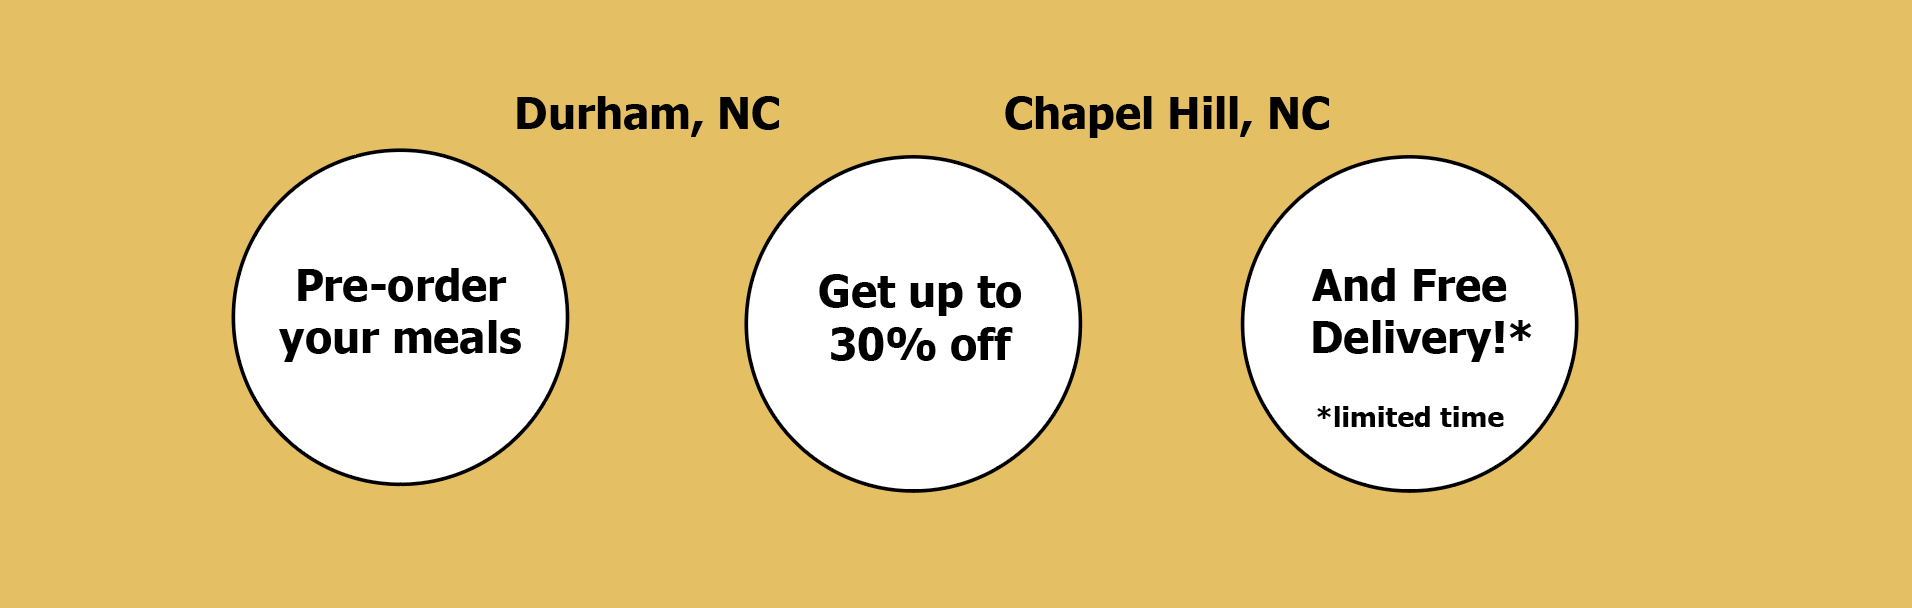 Durham, NC
Chapel Hill, NC
Pre-order
your meals
Get up to
30% off
And Free
Delivery!*
*limited time